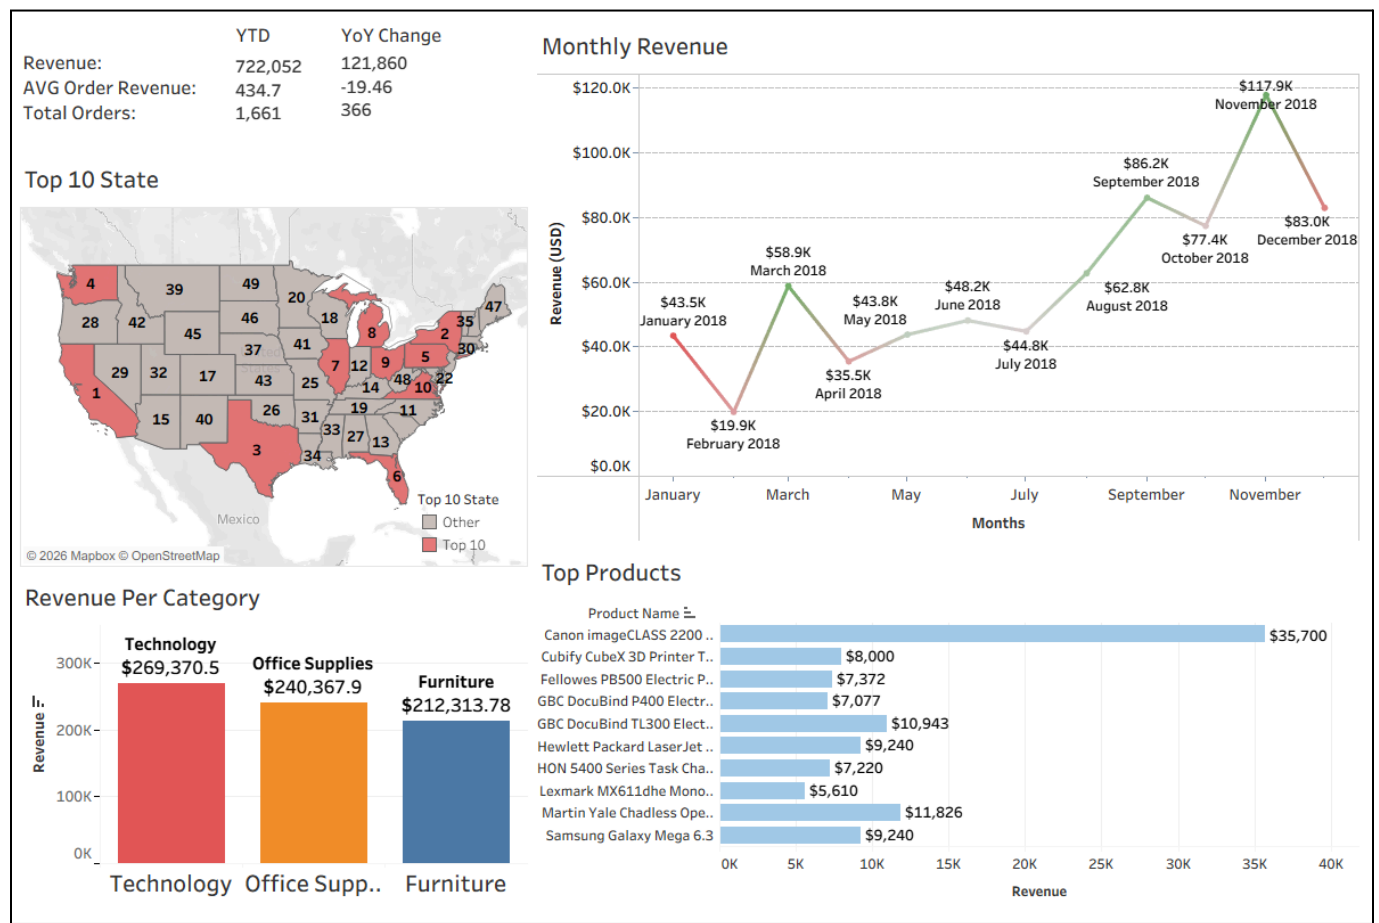 YTD YoY Change
Revenue: 722,052 121,860
AVG Order Revenue: 434.7 -19.46
Total Orders: 1,661 366
Top 10 State
4
39
49
20
47
28
42
46
18
35
45
8
2
37
41
30
29
32
17
43
25
7
12
9
5
48
22
1
14
10
15
40
26
31
19
11
3
33
27
13
34
6
United States
Mexico
Top 10 State
Other
Top 10
© 2026 Mapbox © OpenStreetMap
Monthly Revenue
Revenue (USD)
$120.0K
$100.0K
$80.0K
$60.0K
$40.0K
$20.0K
$0.0K
$43.5K
January 2018
$19.9K
February 2018
$58.9K
March 2018
$35.5K
April 2018
$43.8K
May 2018
$48.2K
June 2018
$44.8K
July 2018
$62.8K
August 2018
$86.2K
September 2018
$77.4K
October 2018
$117.9K
November 2018
$83.0K
December 2018
January March May July September November
Months
Revenue Per Category
Revenue
300K
200K
100K
0K
Technology
$269,370.5
Office Supplies
$240,367.9
Furniture
$212,313.78
Technology Office Supp.. Furniture
Top Products
Product Name
Canon imageCLASS 2200 .. $35,700
Cubify CubeX 3D Printer T.. $8,000
Fellowes PB500 Electric P.. $7,372
GBC DocuBind P400 Electr.. $7,077
GBC DocuBind TL300 Elect.. $10,943
Hewlett Packard LaserJet .. $9,240
HON 5400 Series Task Cha.. $7,220
Lexmark MX611dhe Mono.. $5,610
Martin Yale Chadless Ope.. $11,826
Samsung Galaxy Mega 6.3 $9,240
0K 5K 10K 15K 20K 25K 30K 35K 40K
Revenue